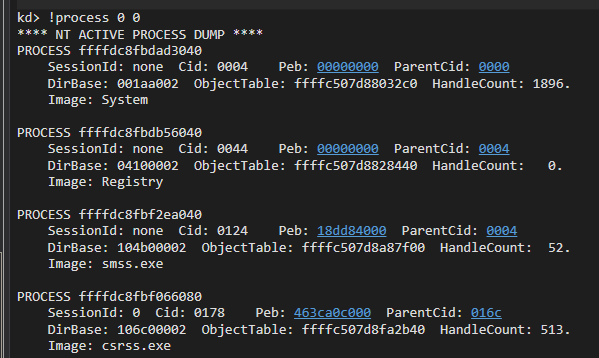 kd> !process 0 0
**** NT ACTIVE PROCESS DUMP ****
PROCESS ffffdc8fbdad3040
SessionId: none Cid: 0004 Peb: 00000000 ParentCid: 0000
DirBase: 001aa002 ObjectTable: ffffc507d88032c0 HandleCount: 1896.
Image: System
PROCESS ffffdc8fbdb56040
SessionId: none Cid: 0044 Peb: 00000000 ParentCid: 0004
DirBase: 04100002 ObjectTable: ffffc507d8828440 HandleCount: 0.
Image: Registry
PROCESS ffffdc8fbf2ea040
SessionId: none Cid: 0124 Peb: 18dd84000 ParentCid: 0004
DirBase: 104b00002 ObjectTable: ffffc507d8a87f00 HandleCount: 52.
Image: smss.exe
PROCESS ffffdc8fbf066080
SessionId: 0 Cid: 0178 Peb: 463ca0c000 ParentCid: 016c
DirBase: 106c00002 ObjectTable: ffffc507d8fa2b40 HandleCount: 513.
Image: csrss.exe